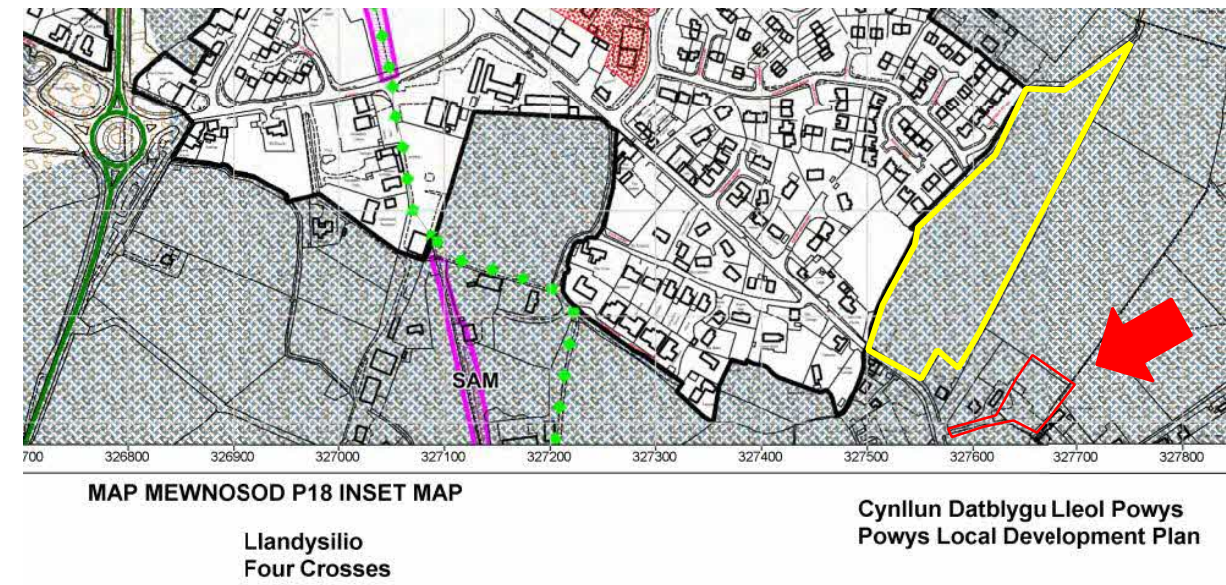 SAM
700 326800 326900 327000 327100 327200 327300 327400 327500 327600 327700 327800
MAP MEWNOSOD P18 INSET MAP
Llandysilio
Four Crosses
Cynllun Datblygu Lleol Powys
Powys Local Development Plan